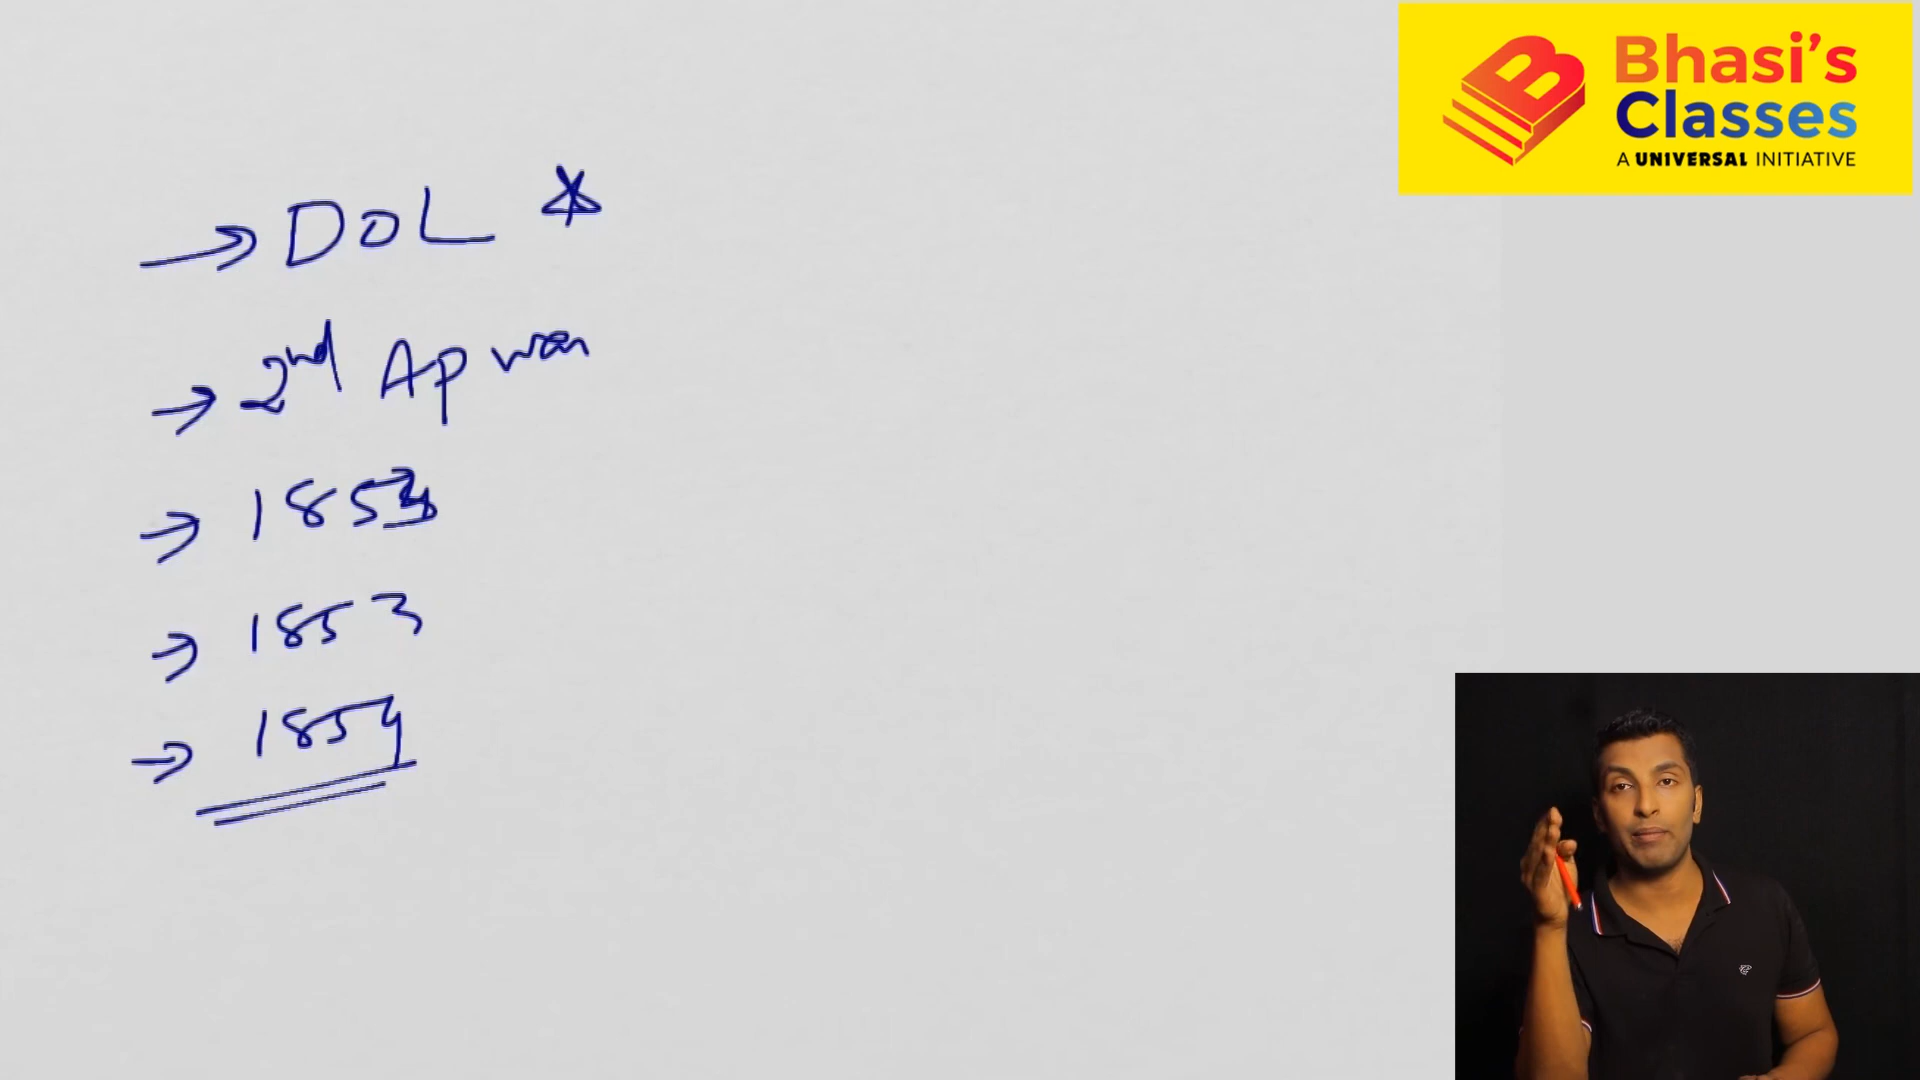 Bhasi's
Classes
A UNIVERSAL INITIATIVE
→ DOL
→ 2nd Ap war
→ 1853
→ 1853
→ 1854